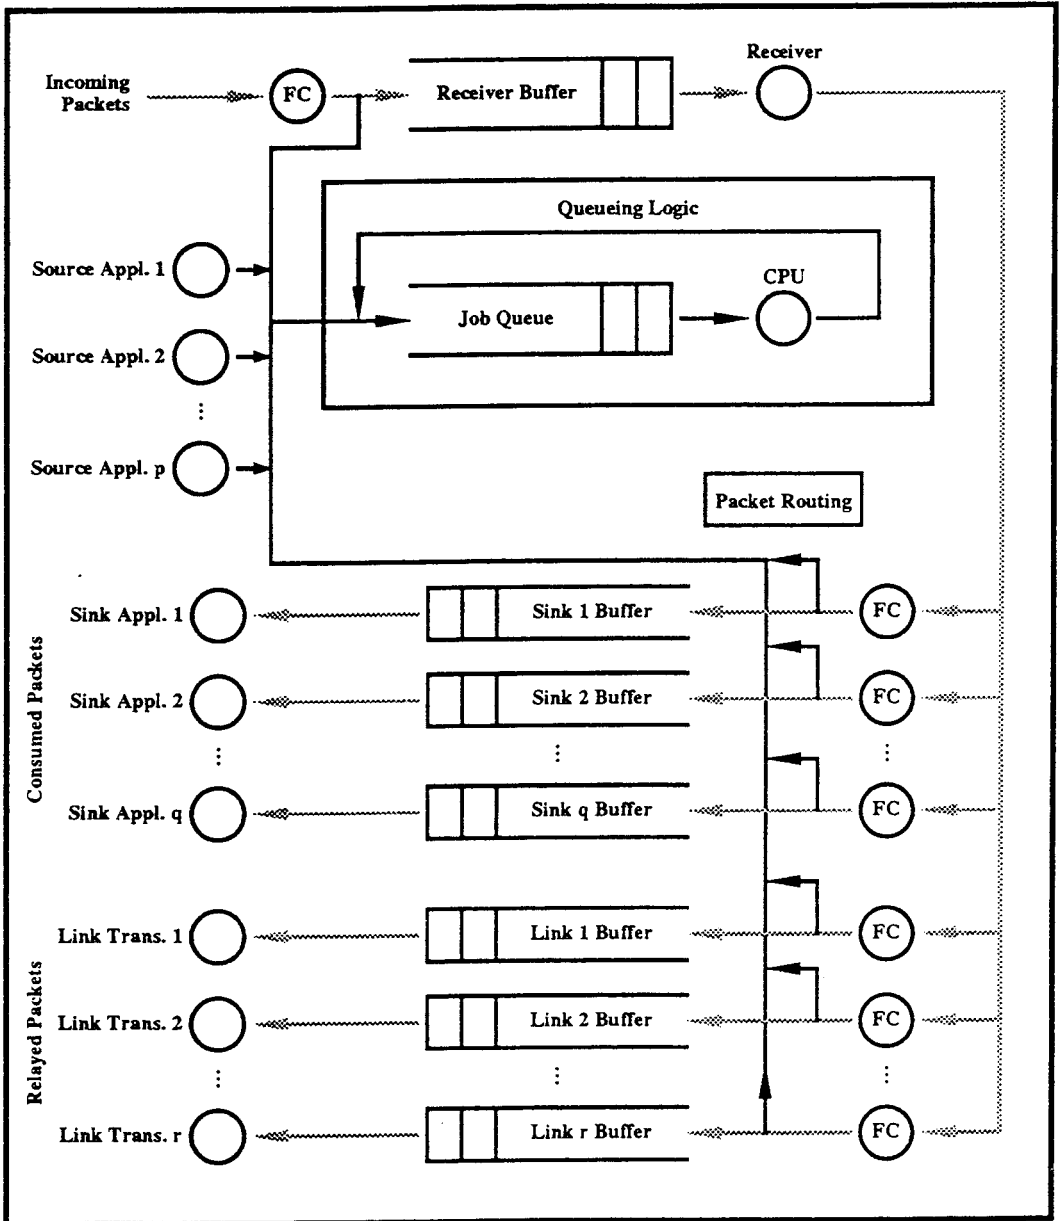 Receiver
Incoming
Packets
FC
Receiver Buffer
Queueing Logic
Source Appl. 1
CPU
Job Queue
Source Appl. 2
⋮
Source Appl. p
Packet Routing
Consumed Packets
Sink Appl. 1
Sink 1 Buffer
FC
Sink Appl. 2
Sink 2 Buffer
FC
⋮
⋮
⋮
Sink Appl. q
Sink q Buffer
FC
Relayed Packets
Link Trans. 1
Link 1 Buffer
FC
Link Trans. 2
Link 2 Buffer
FC
⋮
⋮
⋮
Link Trans. r
Link r Buffer
FC